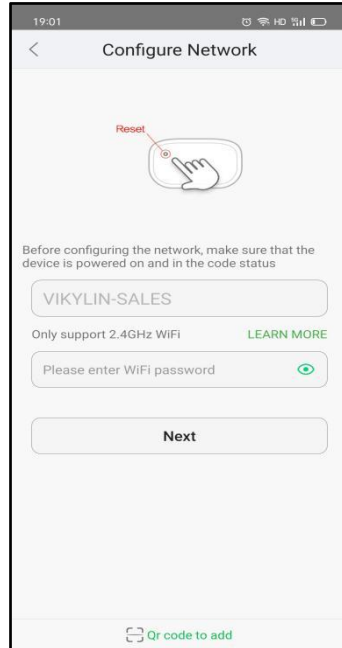 19:01
HD
Configure Network
Reset
Before configuring the network, make sure that the
device is powered on and in the code status
VIKYLIN-SALES
Only support 2.4GHz WiFi LEARN MORE
Please enter WiFi password
Next
Qr code to add